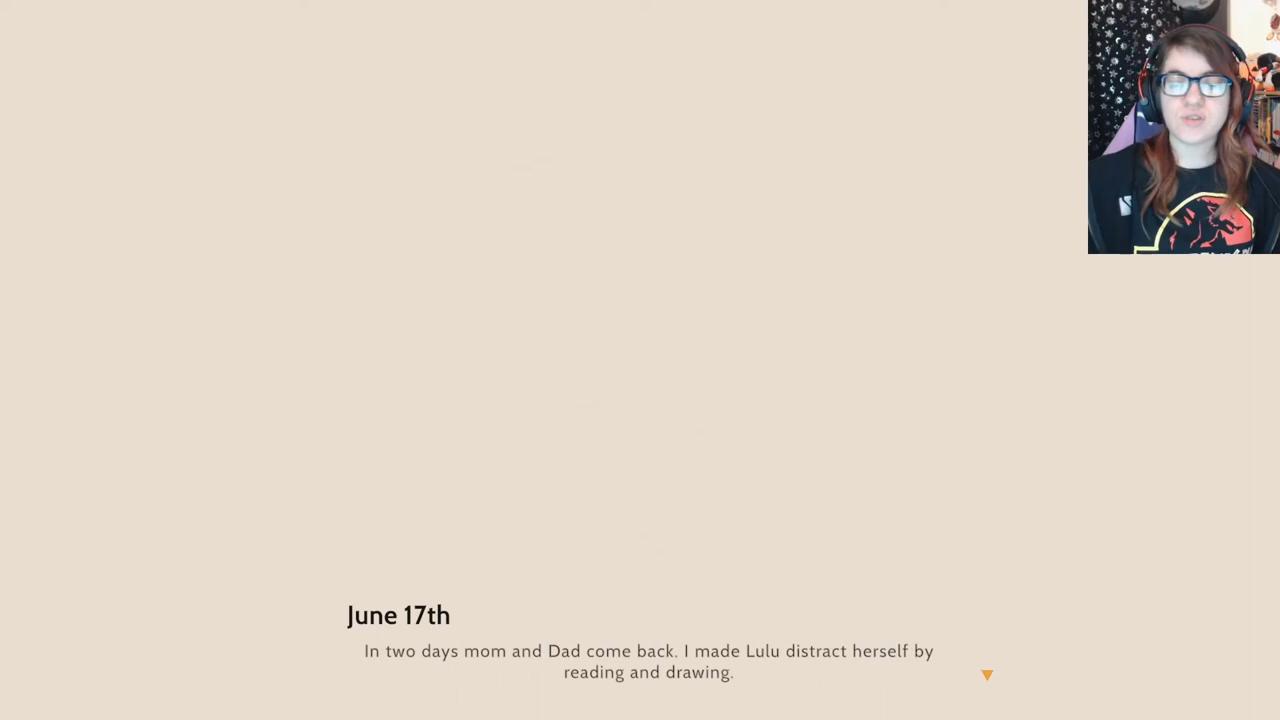 June 17th
In two days mom and Dad come back. I made Lulu distract herself by
reading and drawing.